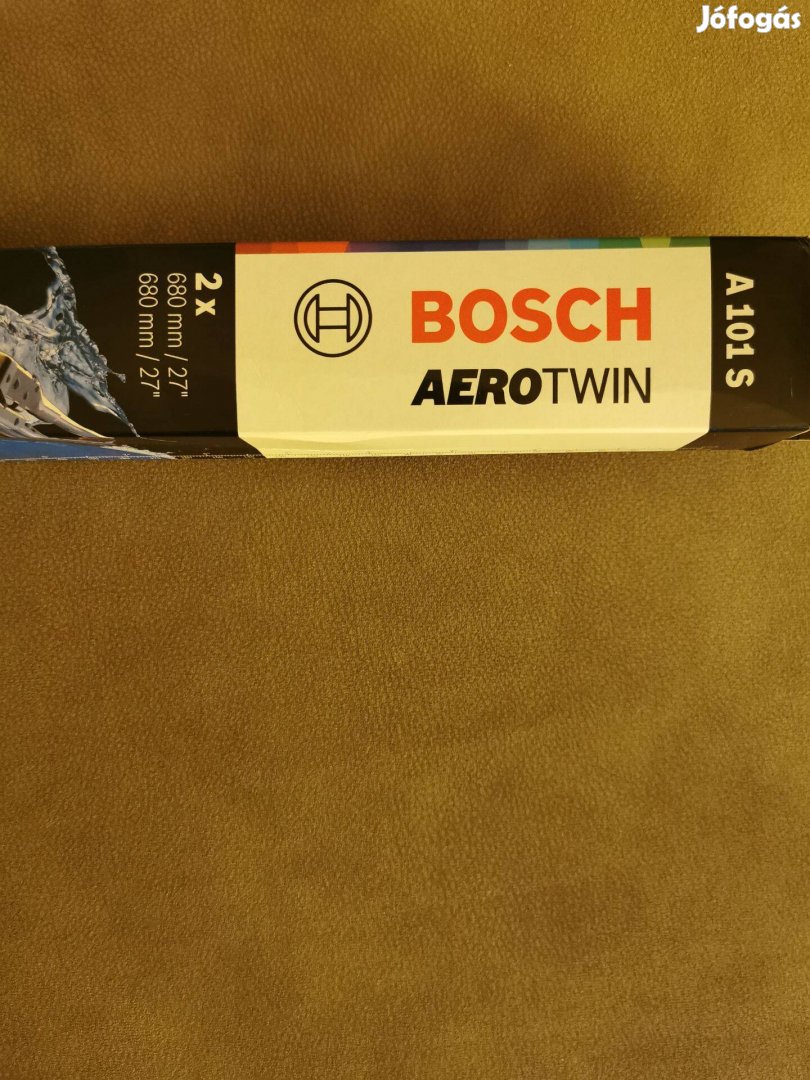 Jófogás
2 x
680 mm / 27"
680 mm / 27"
BOSCH
AEROTWIN
A 101 S